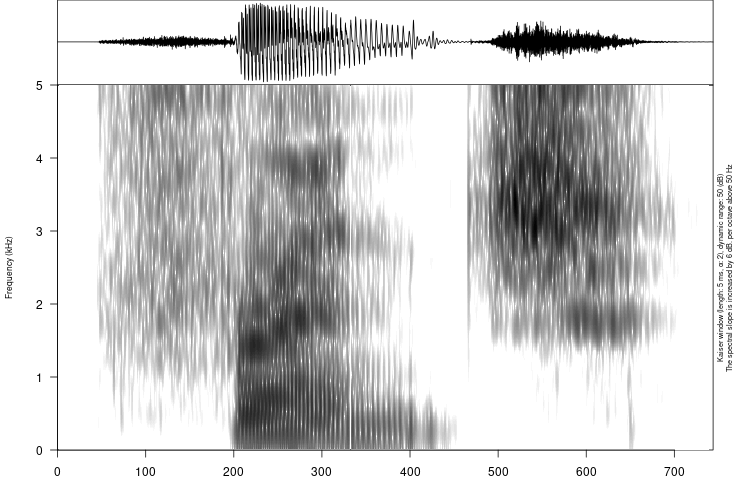 5
4
3
2
1
0
Frequency (kHz)
0 100 200 300 400 500 600 700
Kaiser window (length: 5 ms, α: 2), dynamic range: 50 (dB)
The spectral slope is increased by 6 dB per octave above 50 Hz